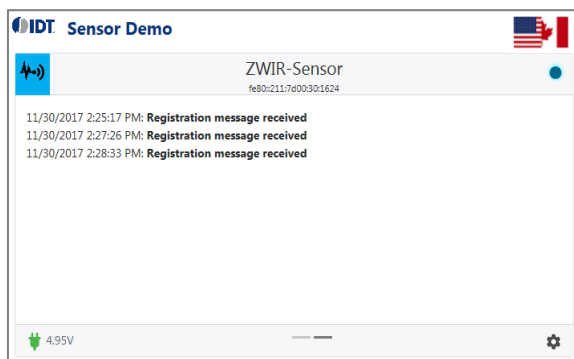 IDT. Sensor Demo
ZWIR-Sensor
fe80::211:7d00:30:1624
11/30/2017 2:25:17 PM: Registration message received
11/30/2017 2:27:26 PM: Registration message received
11/30/2017 2:28:33 PM: Registration message received
4.95V